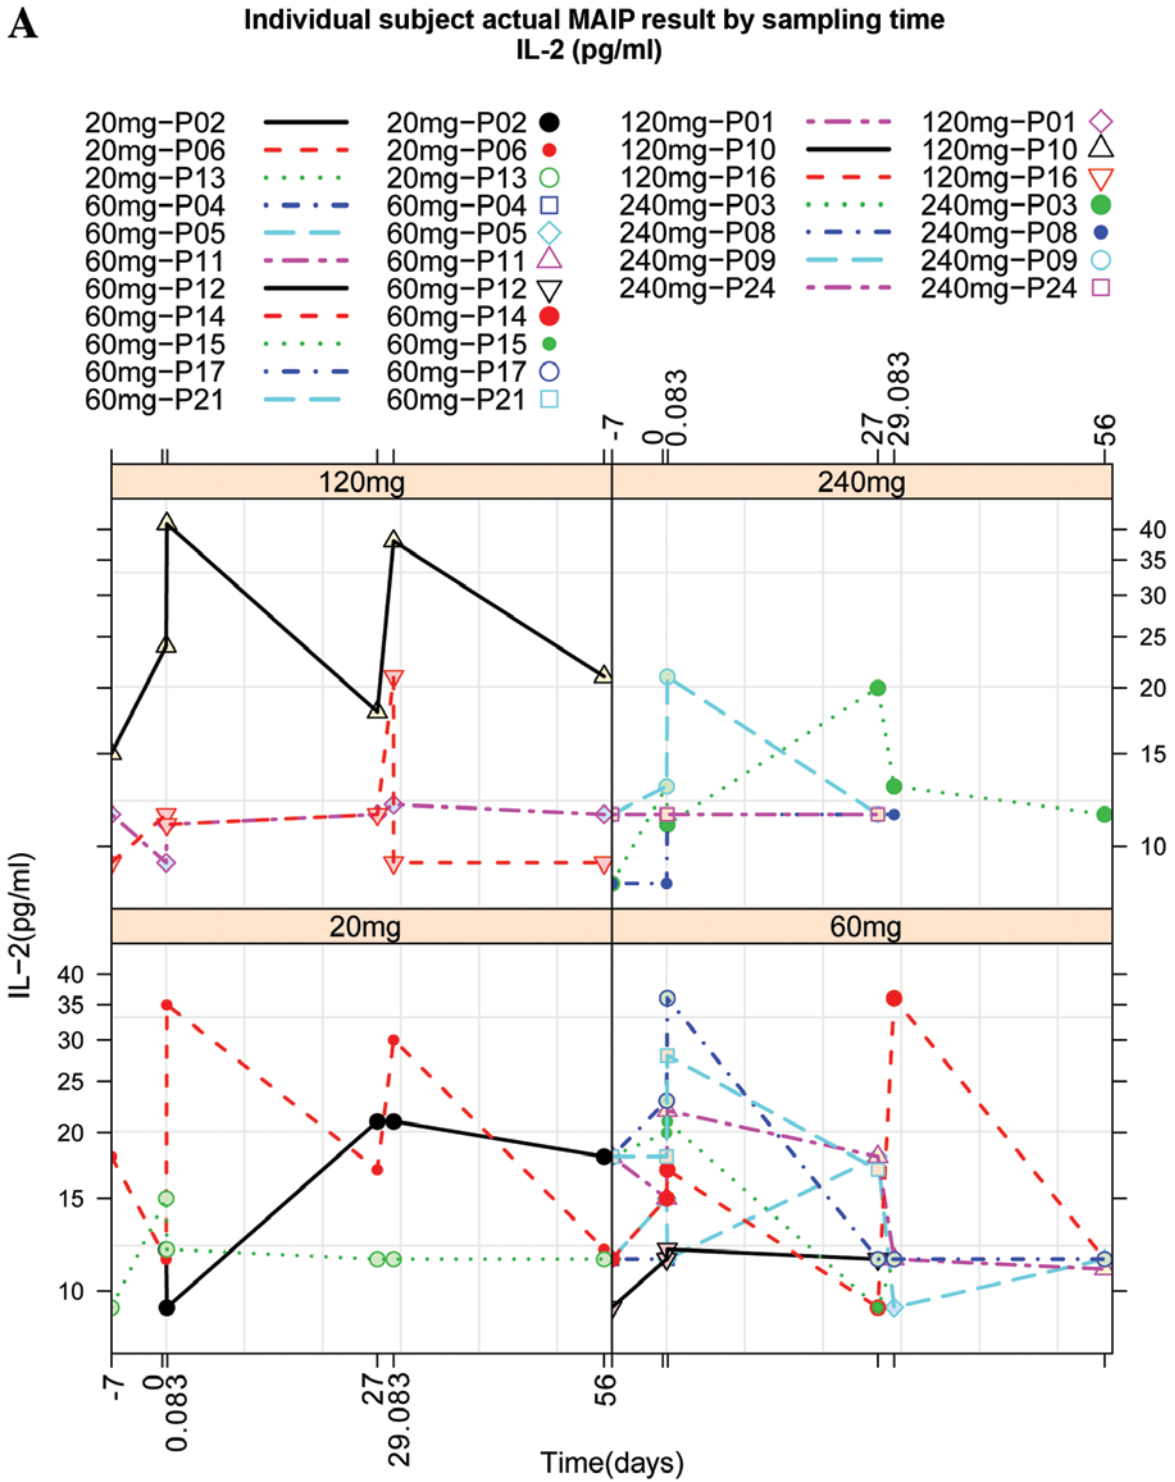 A
Individual subject actual MAIP result by sampling time
IL-2 (pg/ml)
20mg-P02 20mg-P02 120mg-P01 120mg-P01
20mg-P06 20mg-P06 120mg-P10 120mg-P10
20mg-P13 20mg-P13 120mg-P16 120mg-P16
60mg-P04 60mg-P04 240mg-P03 240mg-P03
60mg-P05 60mg-P05 240mg-P08 240mg-P08
60mg-P11 60mg-P11 240mg-P09 240mg-P09
60mg-P12 60mg-P12 240mg-P24 240mg-P24
60mg-P14 60mg-P14
60mg-P15 60mg-P15
60mg-P17 60mg-P17
60mg-P21 60mg-P21
-7 0 0.083 27 29.083 56
120mg 240mg
40
35
30
25
20
15
10
20mg 60mg
40
35
30
25
20
15
10
IL-2(pg/ml)
-7 0 0.083 27 29.083 56
Time(days)